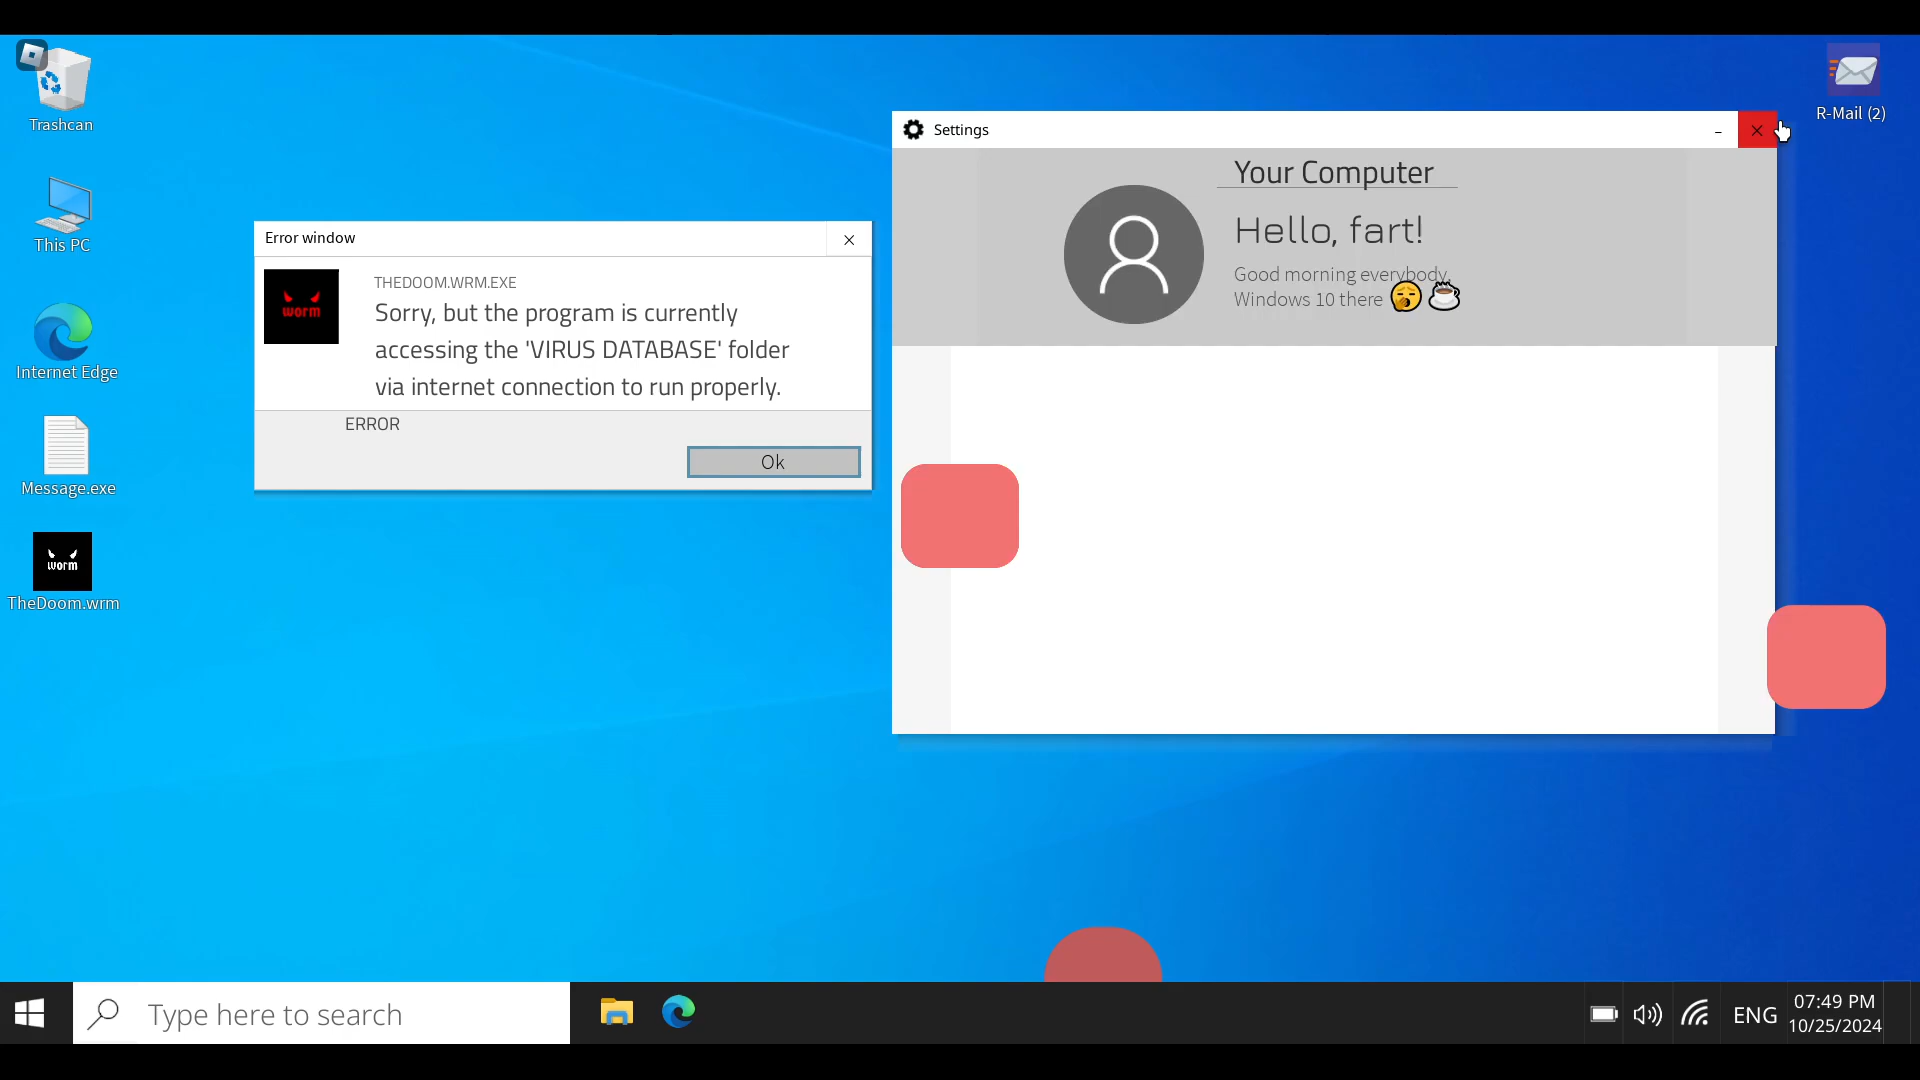 Trashcan
This PC
Internet Edge
Message.exe
worm
TheDoom.wrm
Error window
worm
THEDOOM.WRM.EXE
Sorry, but the program is currently
accessing the 'VIRUS DATABASE' folder
via internet connection to run properly.
ERROR
Ok
Settings
Your Computer
Hello, fart!
Good morning everybody,
Windows 10 there
R-Mail (2)
Type here to search
ENG
07:49 PM
10/25/2024